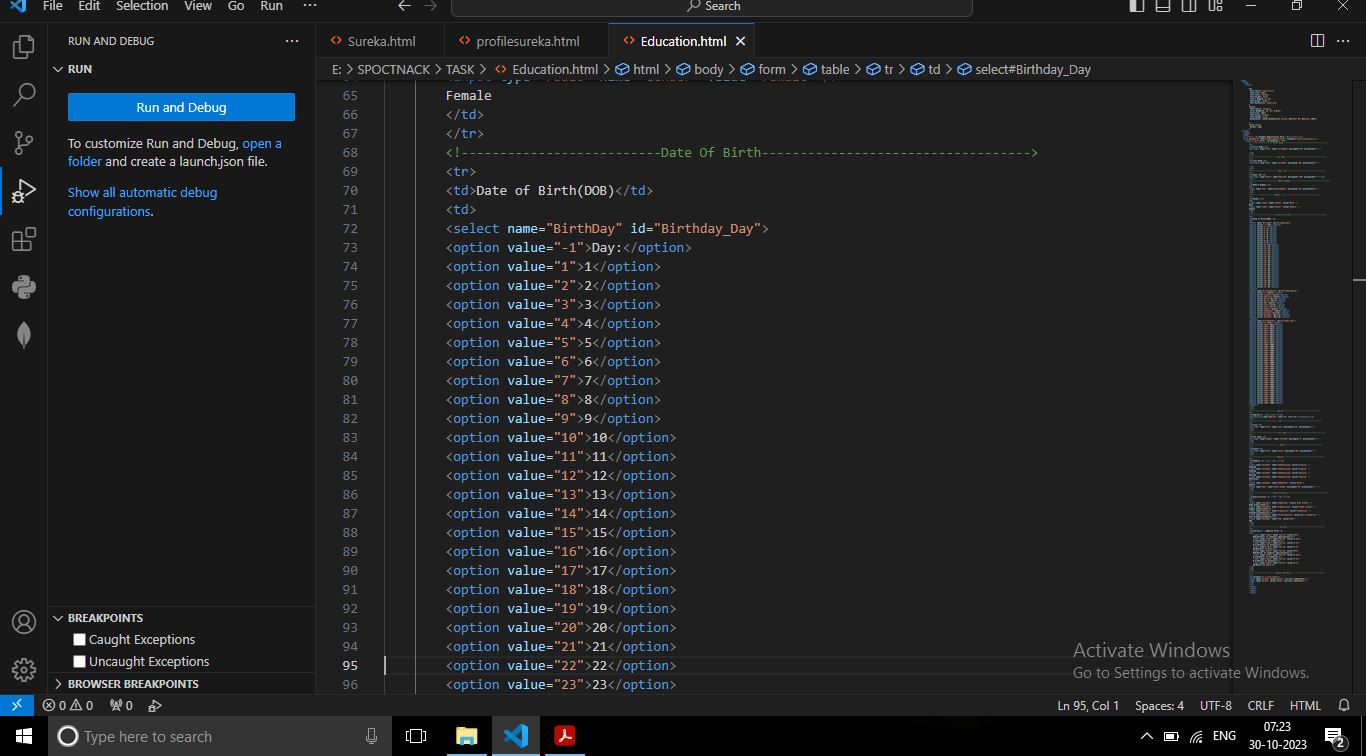 File Edit Selection View Go Run ··· Search
RUN AND DEBUG ···
RUN
Run and Debug
To customize Run and Debug, open a
folder and create a launch.json file.
Show all automatic debug
configurations.
BREAKPOINTS
Caught Exceptions
Uncaught Exceptions
BROWSER BREAKPOINTS
Sureka.html profilesureka.html Education.html
E: > SPOCTNACK > TASK > Education.html > html > body > form > table > tr > td > select#Birthday_Day
65 Female
66 </td>
67 </tr>
68 <!--------------------------Date Of Birth----------------------------------->
69 <tr>
70 <td>Date of Birth(DOB)</td>
71 <td>
72 <select name="BirthDay" id="Birthday_Day">
73 <option value="-1">Day:</option>
74 <option value="1">1</option>
75 <option value="2">2</option>
76 <option value="3">3</option>
77 <option value="4">4</option>
78 <option value="5">5</option>
79 <option value="6">6</option>
80 <option value="7">7</option>
81 <option value="8">8</option>
82 <option value="9">9</option>
83 <option value="10">10</option>
84 <option value="11">11</option>
85 <option value="12">12</option>
86 <option value="13">13</option>
87 <option value="14">14</option>
88 <option value="15">15</option>
89 <option value="16">16</option>
90 <option value="17">17</option>
91 <option value="18">18</option>
92 <option value="19">19</option>
93 <option value="20">20</option>
94 <option value="21">21</option>
95 <option value="22">22</option>
96 <option value="23">23</option>
Activate Windows
Go to Settings to activate Windows.
0 0 0 Ln 95, Col 1 Spaces: 4 UTF-8 CRLF HTML
Type here to search
ENG
07:23
30-10-2023
2